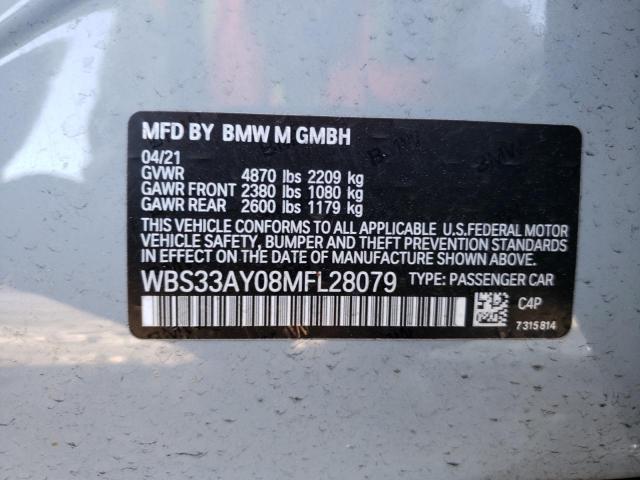 MFD BY BMW M GMBH
04/21
GVWR 4870 lbs 2209 kg
GAWR FRONT 2380 lbs 1080 kg
GAWR REAR 2600 lbs 1179 kg
THIS VEHICLE CONFORMS TO ALL APPLICABLE U.S.FEDERAL MOTOR
VEHICLE SAFETY, BUMPER AND THEFT PREVENTION STANDARDS
IN EFFECT ON THE DATE OF MANUFACTURE SHOWN ABOVE.
WBS33AY08MFL28079 TYPE: PASSENGER CAR
C4P
7315814